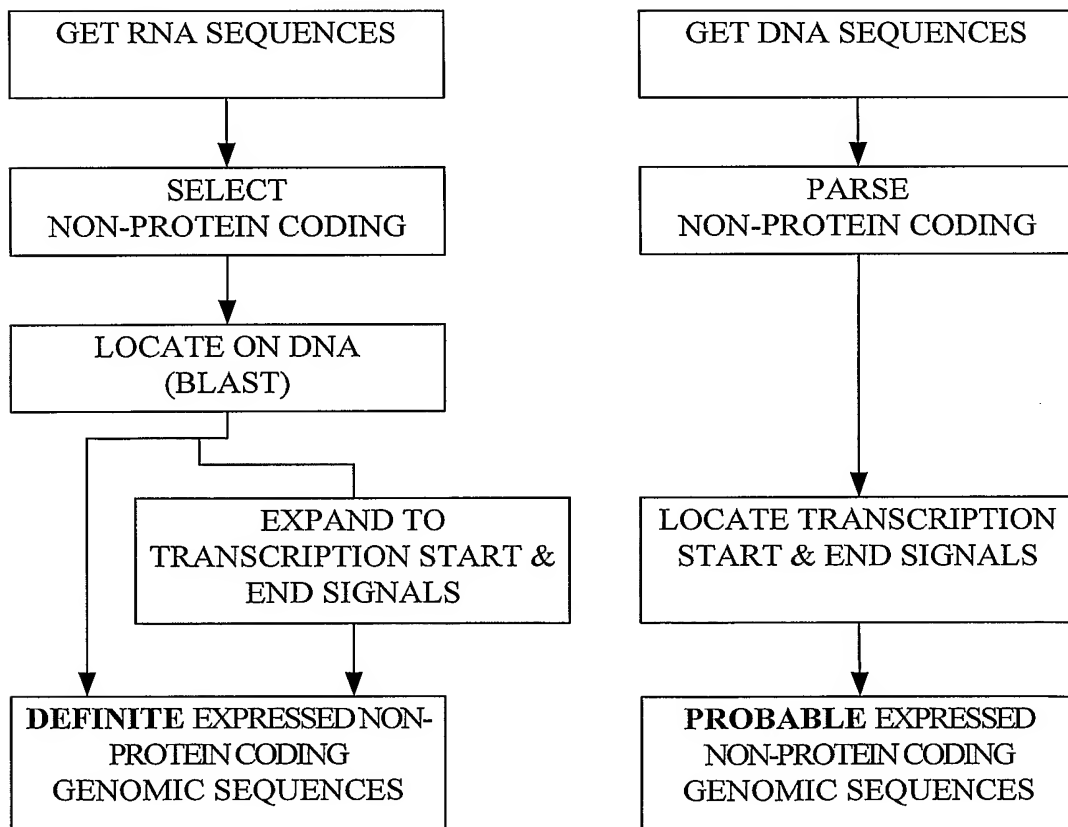 GET RNA SEQUENCES
SELECT
NON-PROTEIN CODING
LOCATE ON DNA
(BLAST)
EXPAND TO
TRANSCRIPTION START &
END SIGNALS
DEFINITE EXPRESSED NON-
PROTEIN CODING
GENOMIC SEQUENCES
GET DNA SEQUENCES
PARSE
NON-PROTEIN CODING
LOCATE TRANSCRIPTION
START & END SIGNALS
PROBABLE EXPRESSED
NON-PROTEIN CODING
GENOMIC SEQUENCES